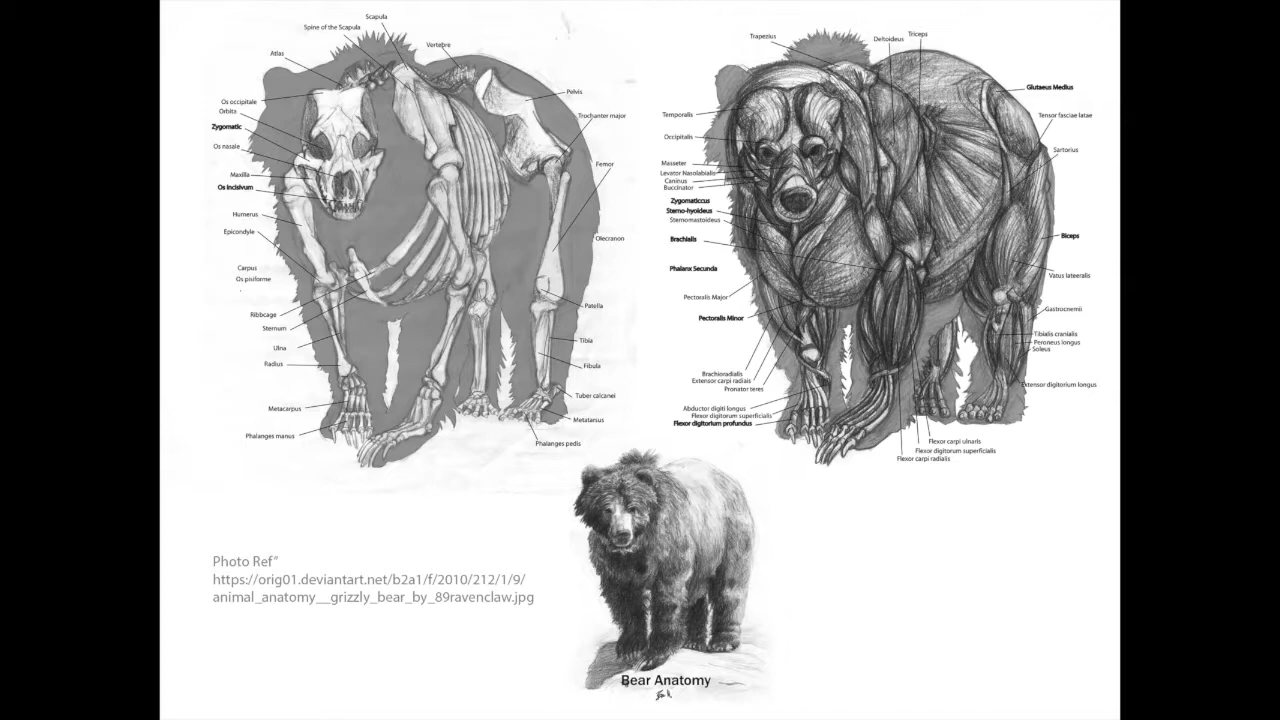 Scapula
Spine of the Scapula
Vertebre
Atlas
Pelvis
Os occipitale
Orbita
Trochanter major
Zygomatic
Os nasale
Femor
Maxilla
Os Incisivum
Humerus
Epicondyle
Olecranon
Carpus
Os pisiforme
Ribbcage
Patella
Sternum
Ulna
Tibia
Radius
Fibula
Tuber calcanei
Metacarpus
Metatarsus
Phalanges manus
Phalanges pedis
Trapezius
Deltoideus
Triceps
Glutaeus Medius
Temporalis
Tensor fasciae latae
Occipitalis
Sartorius
Masseter
Levator Nasolabialis
Caninus
Buccinator
Zygomaticcus
Sterno-hyoideus
Sternomastoideus
Brachialis
Biceps
Phalanx Secunda
Vatus lateeralis
Pectoralis Major
Gastrocnemii
Pectoralis Minor
Tibialis cranialis
Peroneus longus
Soleus
Brachioradialis
Extensor carpi radiais
Pronator teres
Extensor digitorium longus
Abductor digiti longus
Flexor digitorum superficialis
Flexor digitorium profundus
Flexor carpi ulnaris
Flexor digitorum superficialis
Flexor carpi radialis
Photo Ref"
https://orig01.deviantart.net/b2a1/f/2010/212/1/9/
animal_anatomy__grizzly_bear_by_89ravenclaw.jpg
Bear Anatomy